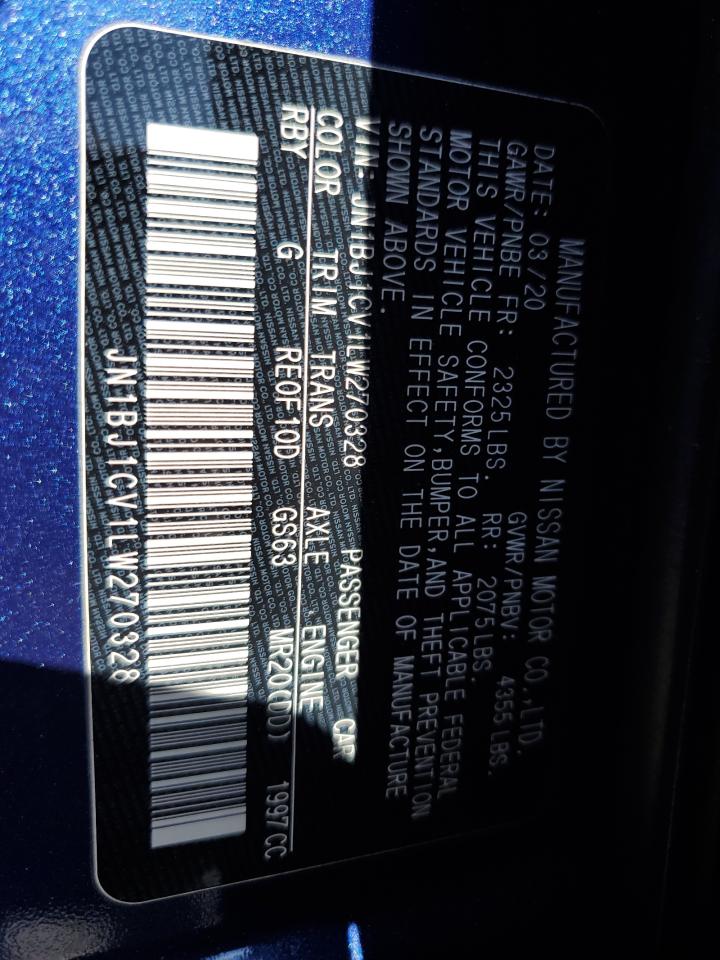 MANUFACTURED BY NISSAN MOTOR CO.,LTD.
DATE: 03/20 GVWR/PNBV: 4355 LBS.
GAWR/PNBE FR: 2325 LBS. RR: 2075 LBS.
THIS VEHICLE CONFORMS TO ALL APPLICABLE FEDERAL
MOTOR VEHICLE SAFETY,BUMPER,AND THEFT PREVENTION
STANDARDS IN EFFECT ON THE DATE OF MANUFACTURE
SHOWN ABOVE.
VIN: JN1BJ1CV1LW270328 PASSENGER CAR
COLOR TRIM TRANS AXLE ENGINE
RBY G RE0F10D GS63 MR20(DD) 1997CC
JN1BJ1CV1LW270328